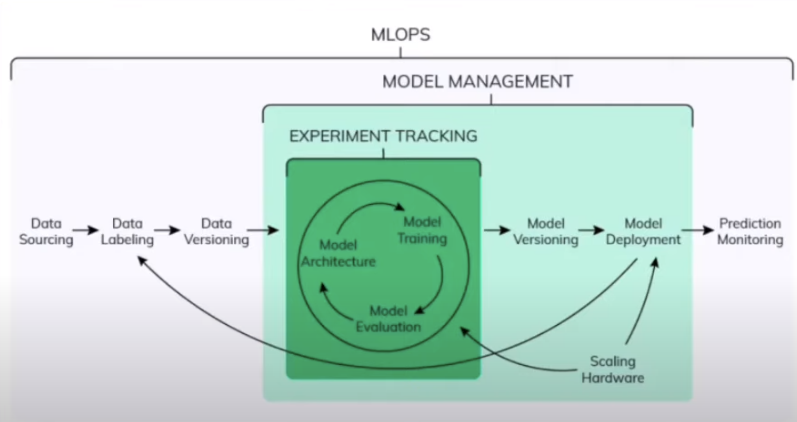 MLOPS
MODEL MANAGEMENT
EXPERIMENT TRACKING
Data
Sourcing
Data
Labeling
Data
Versioning
Model
Architecture
Model
Training
Model
Evaluation
Model
Versioning
Model
Deployment
Prediction
Monitoring
Scaling
Hardware